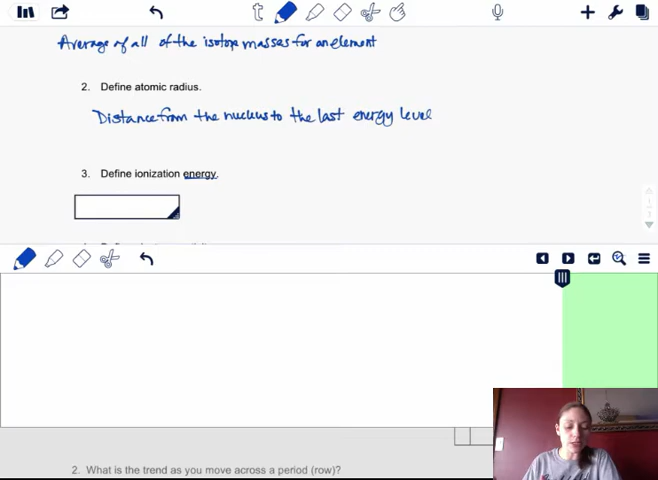 Average of all of the isotope masses for an element
2. Define atomic radius.
Distance from the nucleus to the last energy level
3. Define ionization energy.
2. What is the trend as you move across a period (row)?